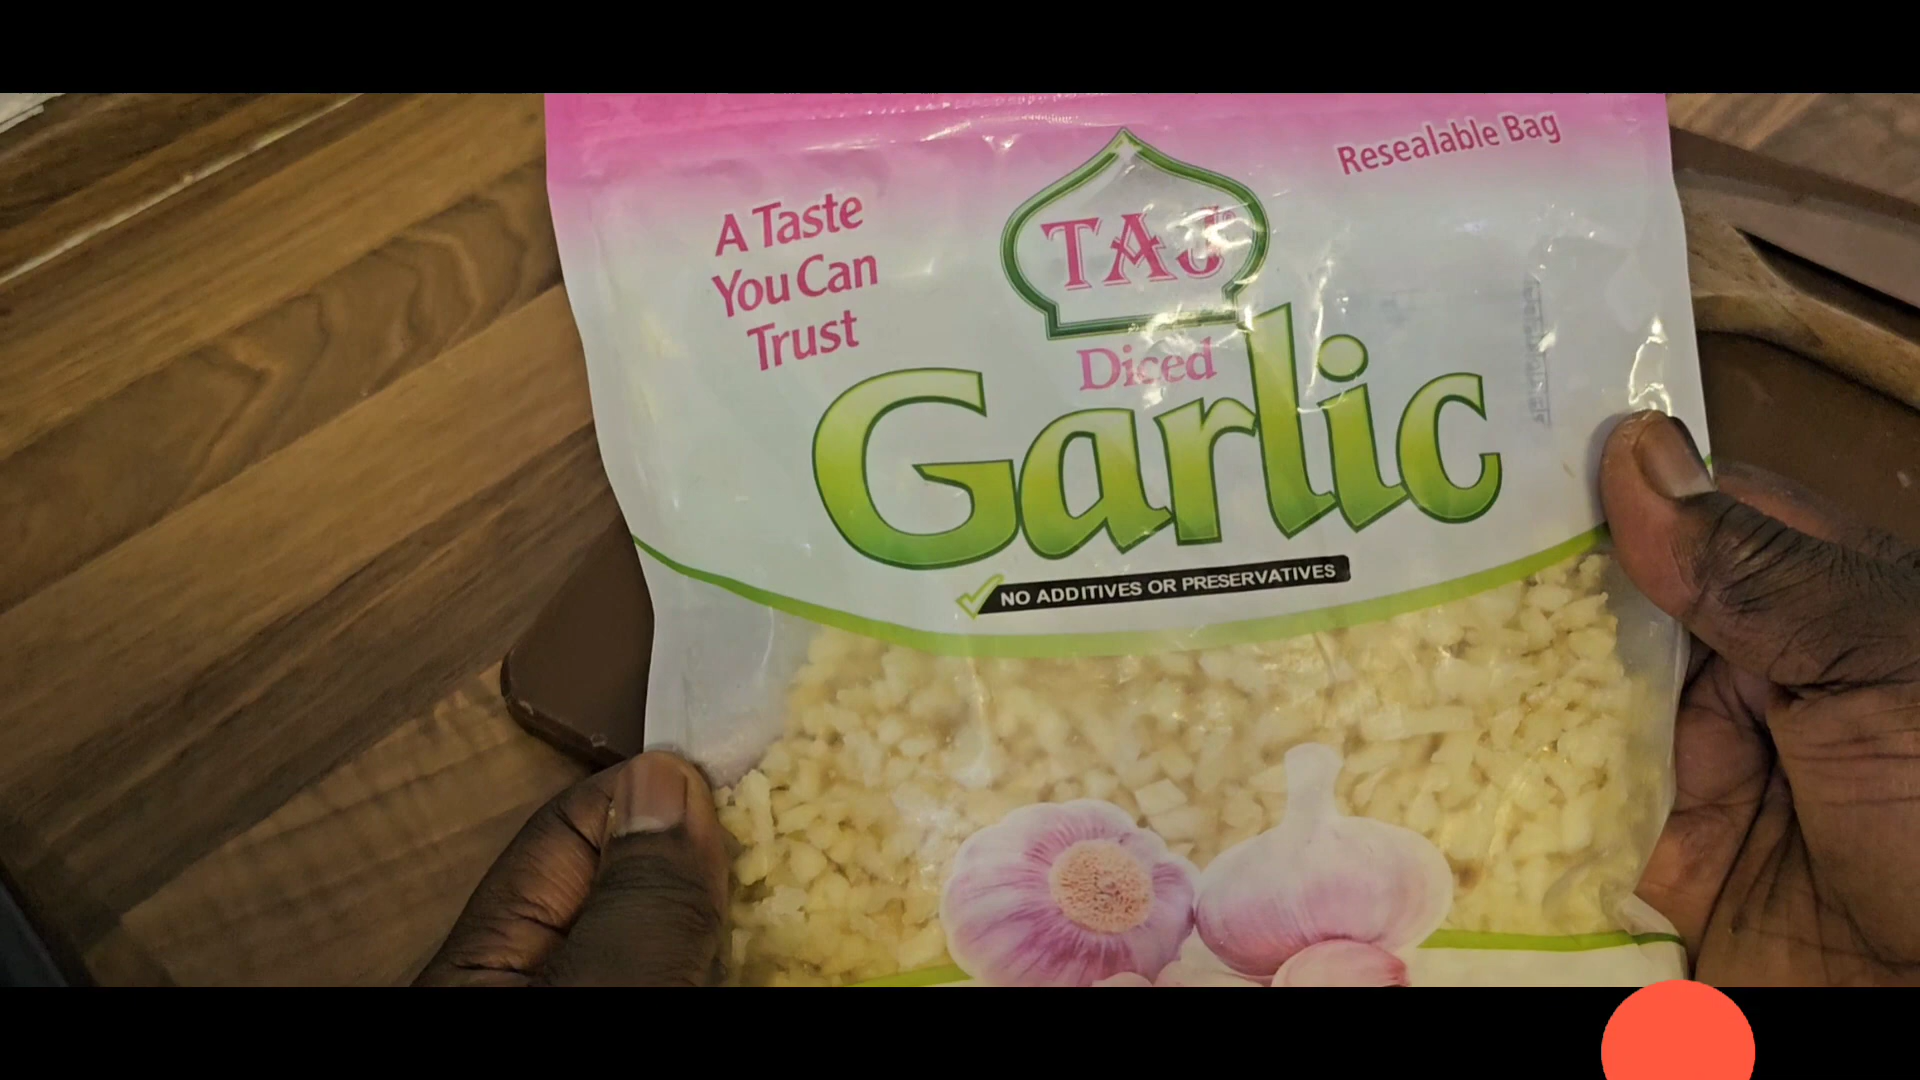 Resealable Bag
A Taste
You Can
Trust
TAJ®
Diced
Garlic
NO ADDITIVES OR PRESERVATIVES